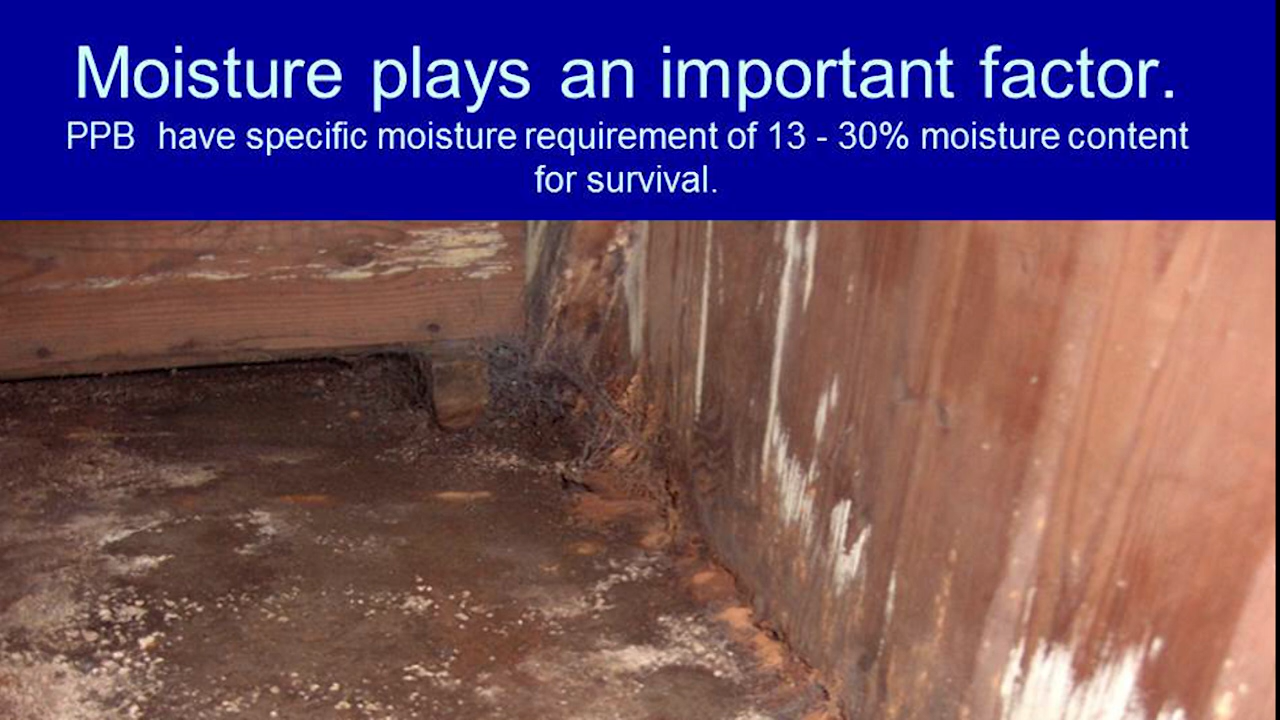 Moisture plays an important factor.
PPB have specific moisture requirement of 13 - 30% moisture content
for survival.